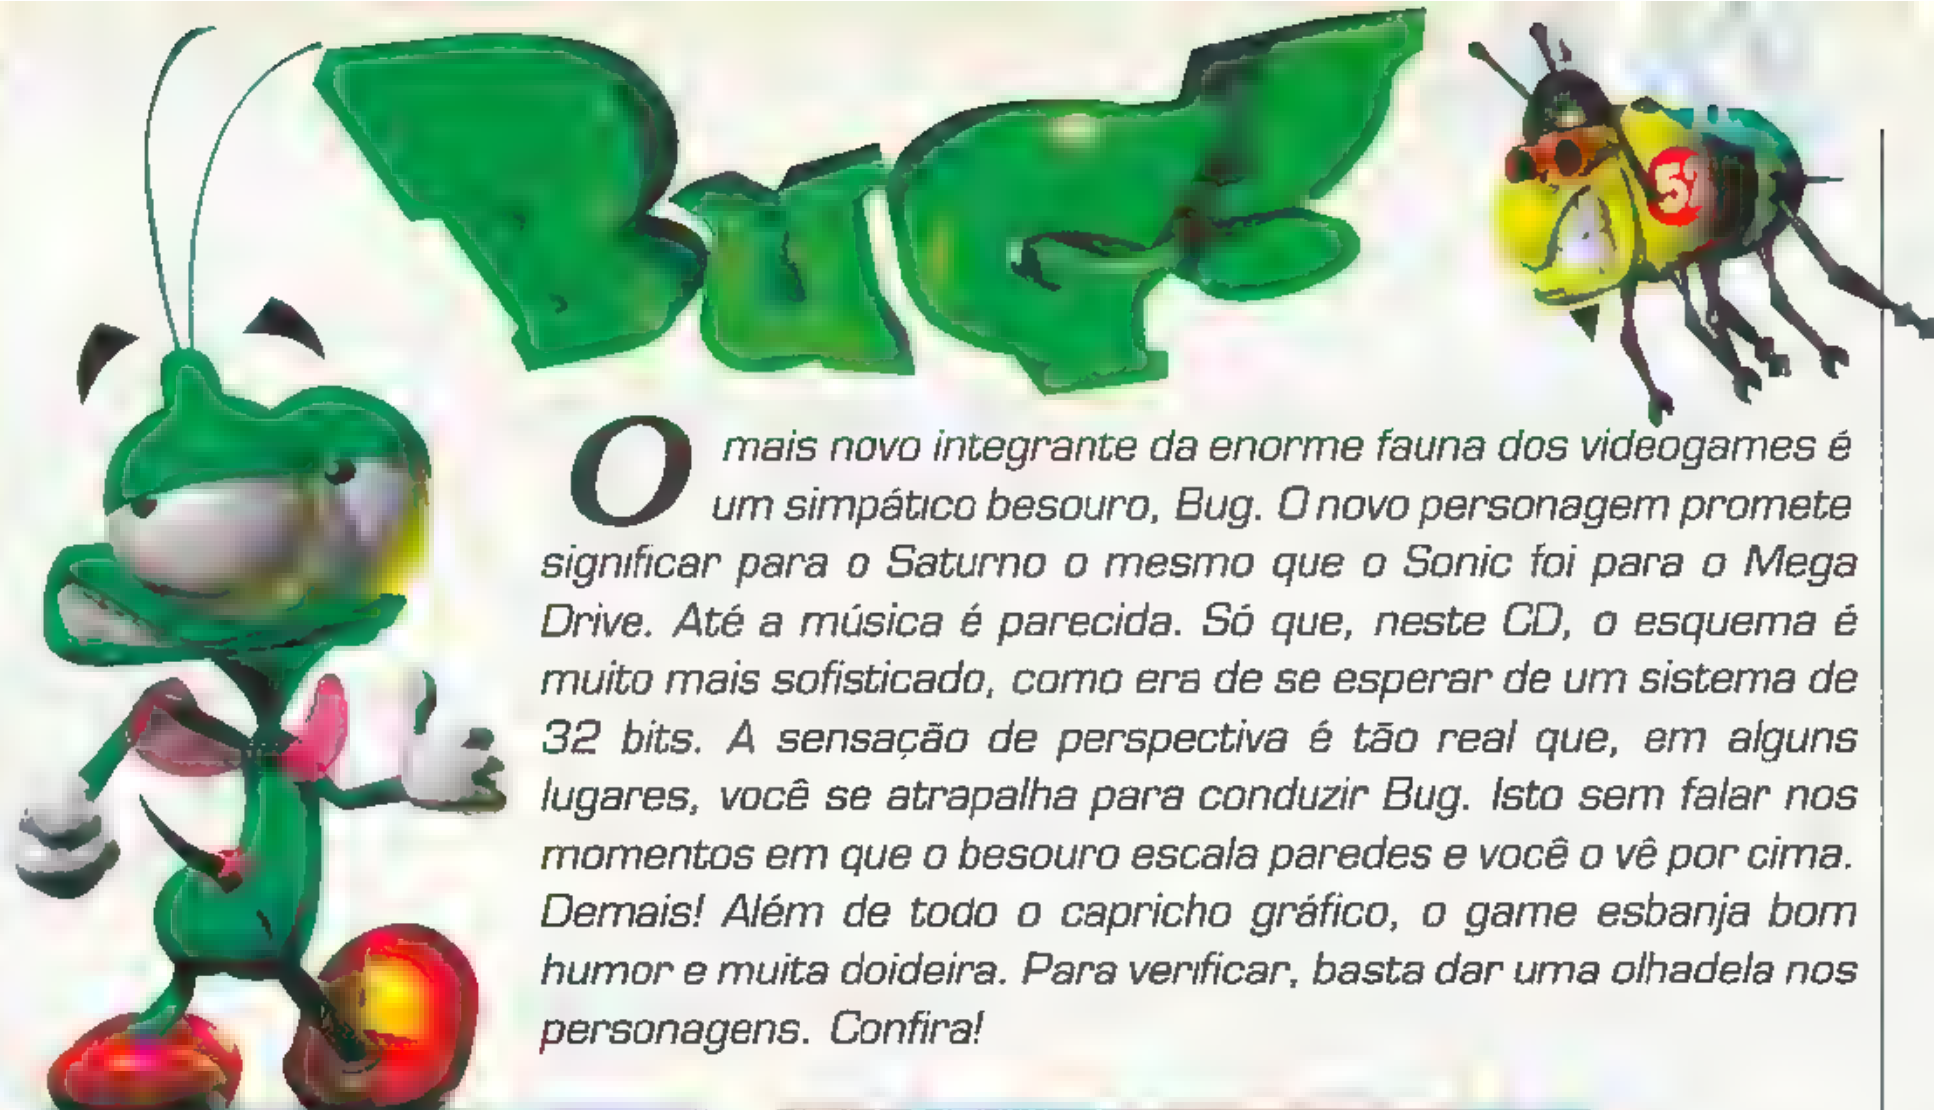 BUG
5
O mais novo integrante da enorme fauna dos videogames é
um simpático besouro, Bug. O novo personagem promete
significar para o Saturno o mesmo que o Sonic foi para o Mega
Drive. Até a música é parecida. Só que, neste CD, o esquema é
muito mais sofisticado, como era de se esperar de um sistema de
32 bits. A sensação de perspectiva é tão real que, em alguns
lugares, você se atrapalha para conduzir Bug. Isto sem falar nos
momentos em que o besouro escala paredes e você o vê por cima.
Demais! Além de todo o capricho gráfico, o game esbanja bom
humor e muita doideira. Para verificar, basta dar uma olhadela nos
personagens. Confira!